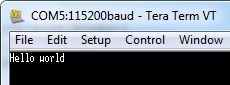 COM5:115200baud - Tera Term VT
File Edit Setup Control Window
Hello world